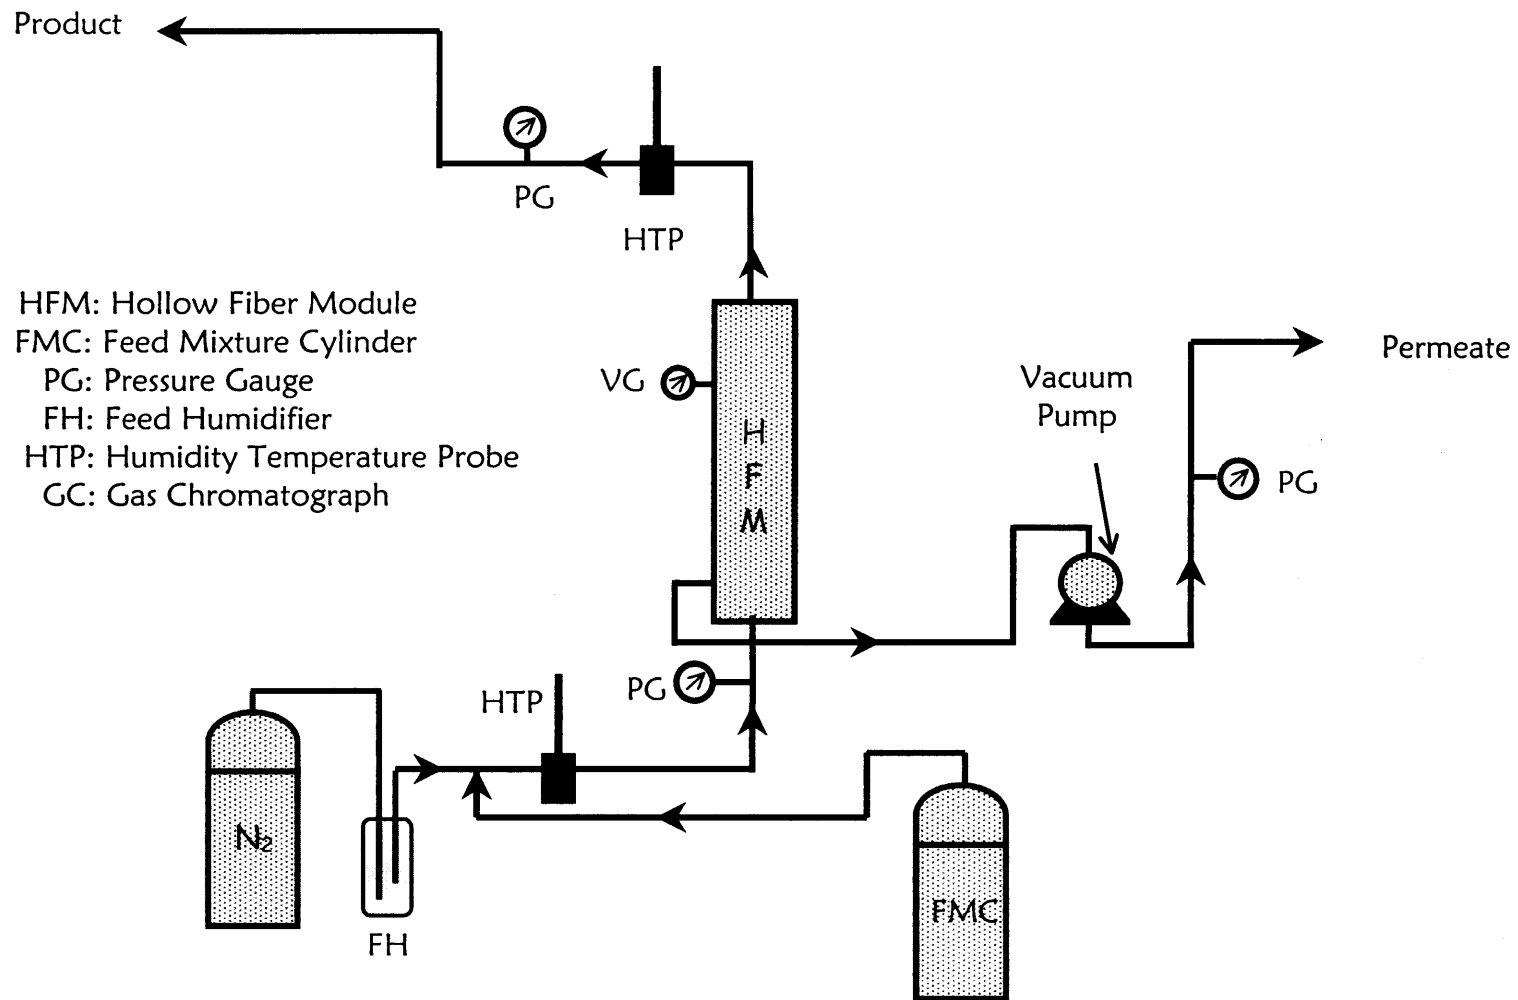 Product
PG
HTP
HFM: Hollow Fiber Module
FMC: Feed Mixture Cylinder
PG: Pressure Gauge
FH: Feed Humidifier
HTP: Humidity Temperature Probe
GC: Gas Chromatograph
VG
H
F
M
Vacuum
Pump
Permeate
PG
PG
HTP
N₂
FH
FMC